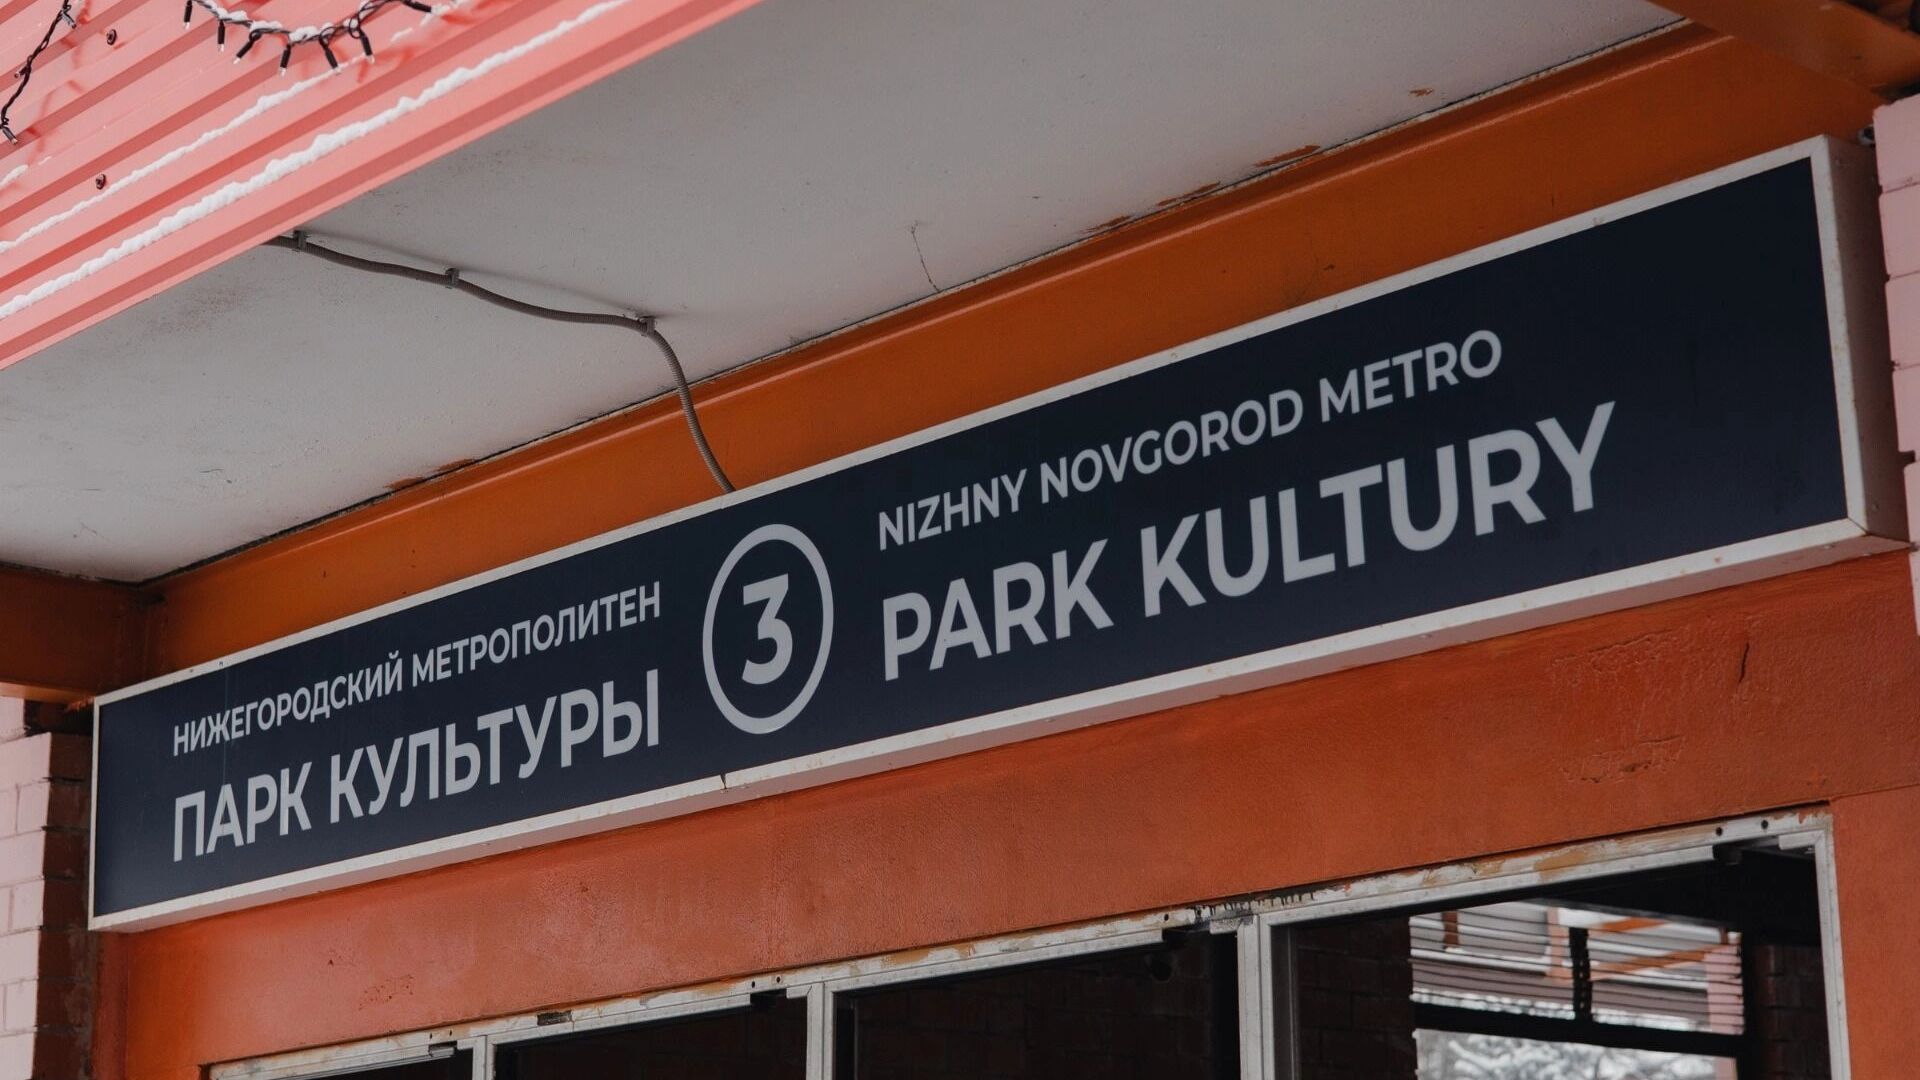 НИЖЕГОРОДСКИЙ МЕТРОПОЛИТЕН
ПАРК КУЛЬТУРЫ
3
NIZHNY NOVGOROD METRO
PARK KULTURY